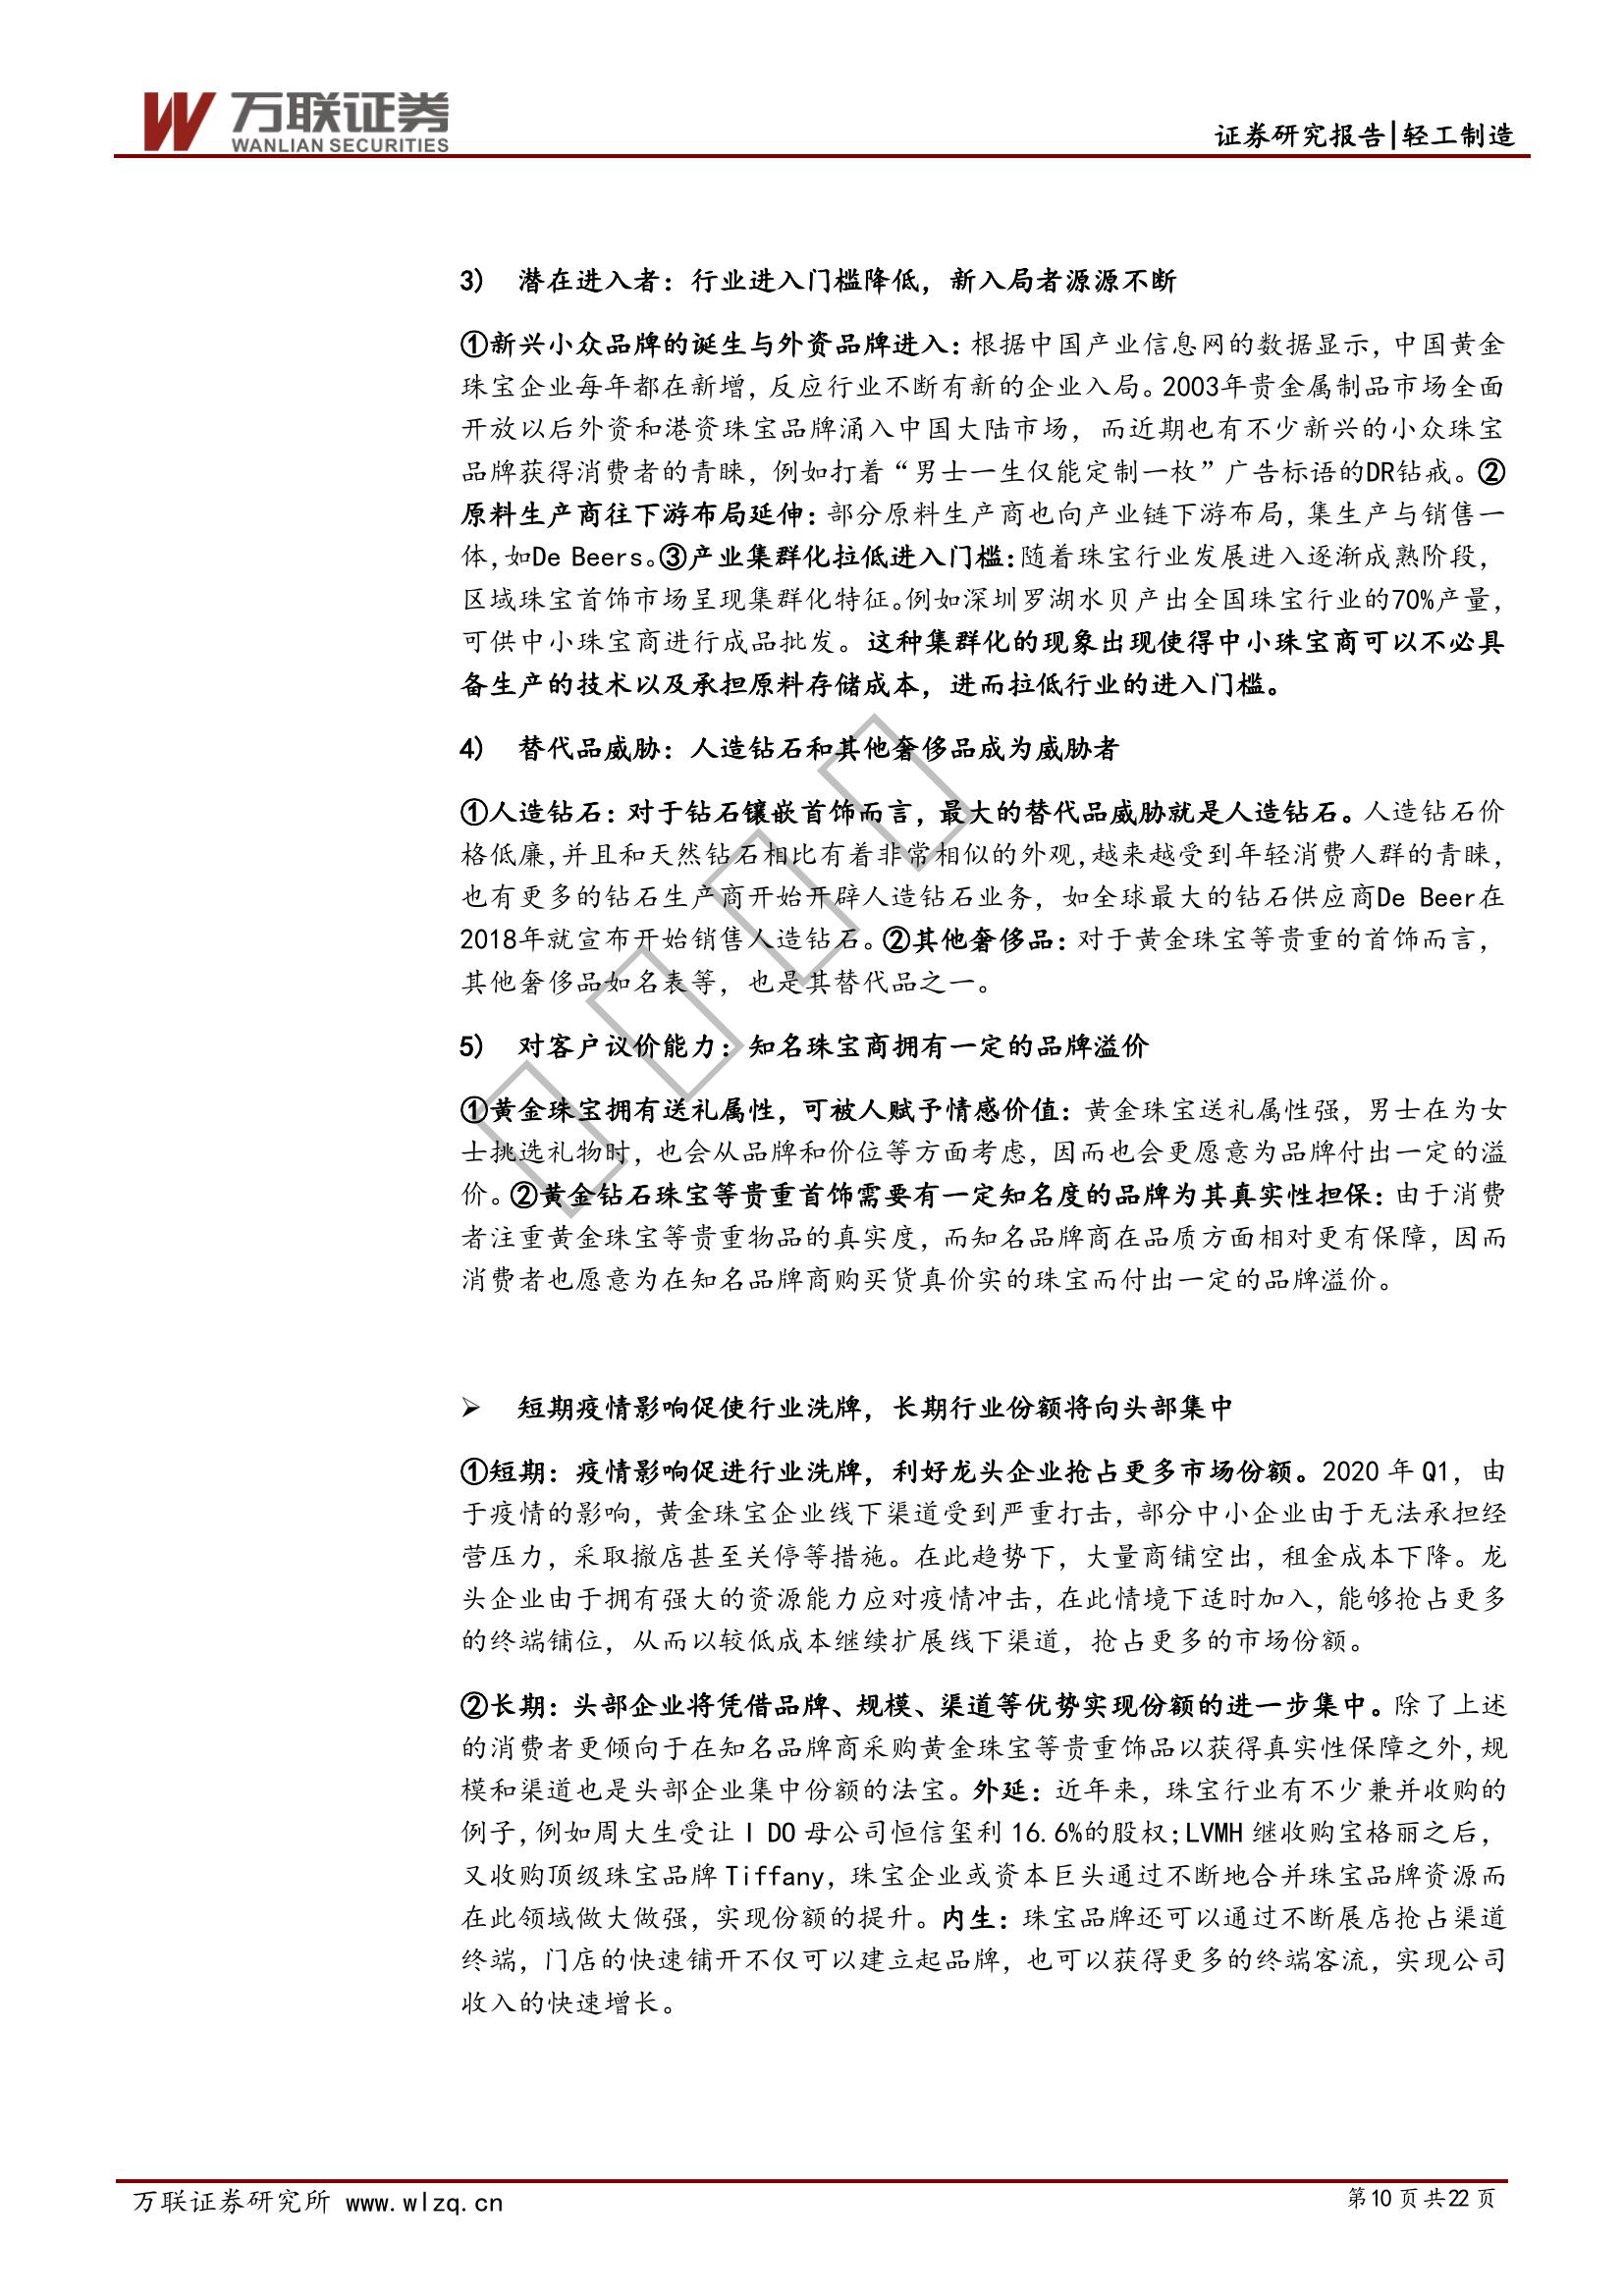 万联证券
WANLIAN SECURITIES
证券研究报告|轻工制造
3) 潜在进入者：行业进入门槛降低，新入局者源源不断
①新兴小众品牌的诞生与外资品牌进入：根据中国产业信息网的数据显示，中国黄金
珠宝企业每年都在新增，反应行业不断有新的企业入局。2003年贵金属制品市场全面
开放以后外资和港资珠宝品牌涌入中国大陆市场，而近期也有不少新兴的小众珠宝
品牌获得消费者的青睐，例如打着“男士一生仅能定制一枚”广告标语的DR钻戒。②
原料生产商往下游布局延伸：部分原料生产商也向产业链下游布局，集生产与销售一
体，如De Beers。③产业集群化拉低进入门槛：随着珠宝行业发展进入逐渐成熟阶段，
区域珠宝首饰市场呈现集群化特征。例如深圳罗湖水贝产出全国珠宝行业的70%产量，
可供中小珠宝商进行成品批发。这种集群化的现象出现使得中小珠宝商可以不必具
备生产的技术以及承担原料存储成本，进而拉低行业的进入门槛。
4) 替代品威胁：人造钻石和其他奢侈品成为威胁者
①人造钻石：对于钻石镶嵌首饰而言，最大的替代品威胁就是人造钻石。人造钻石价
格低廉，并且和天然钻石相比有着非常相似的外观，越来越受到年轻消费人群的青睐，
也有更多的钻石生产商开始开辟人造钻石业务，如全球最大的钻石供应商De Beer在
2018年就宣布开始销售人造钻石。②其他奢侈品：对于黄金珠宝等贵重的首饰而言，
其他奢侈品如名表等，也是其替代品之一。
5) 对客户议价能力：知名珠宝商拥有一定的品牌溢价
①黄金珠宝拥有送礼属性，可被人赋予情感价值：黄金珠宝送礼属性强，男士在为女
士挑选礼物时，也会从品牌和价位等方面考虑，因而也会更愿意为品牌付出一定的溢
价。②黄金钻石珠宝等贵重首饰需要有一定知名度的品牌为其真实性担保：由于消费
者注重黄金珠宝等贵重物品的真实度，而知名品牌商在品质方面相对更有保障，因而
消费者也愿意为在知名品牌商购买货真价实的珠宝而付出一定的品牌溢价。
➢ 短期疫情影响促使行业洗牌，长期行业份额将向头部集中
①短期：疫情影响促进行业洗牌，利好龙头企业抢占更多市场份额。2020 年 Q1，由
于疫情的影响，黄金珠宝企业线下渠道受到严重打击，部分中小企业由于无法承担经
营压力，采取撤店甚至关停等措施。在此趋势下，大量商铺空出，租金成本下降。龙
头企业由于拥有强大的资源能力应对疫情冲击，在此情境下适时加入，能够抢占更多
的终端铺位，从而以较低成本继续扩展线下渠道，抢占更多的市场份额。
②长期：头部企业将凭借品牌、规模、渠道等优势实现份额的进一步集中。除了上述
的消费者更倾向于在知名品牌商采购黄金珠宝等贵重饰品以获得真实性保障之外，规
模和渠道也是头部企业集中份额的法宝。外延：近年来，珠宝行业有不少兼并收购的
例子，例如周大生受让 I DO 母公司恒信玺利 16.6%的股权；LVMH 继收购宝格丽之后，
又收购顶级珠宝品牌 Tiffany，珠宝企业或资本巨头通过不断地合并珠宝品牌资源而
在此领域做大做强，实现份额的提升。内生：珠宝品牌还可以通过不断展店抢占渠道
终端，门店的快速铺开不仅可以建立起品牌，也可以获得更多的终端客流，实现公司
收入的快速增长。
万联证券研究所 www.wlzq.cn
第10 页共22 页